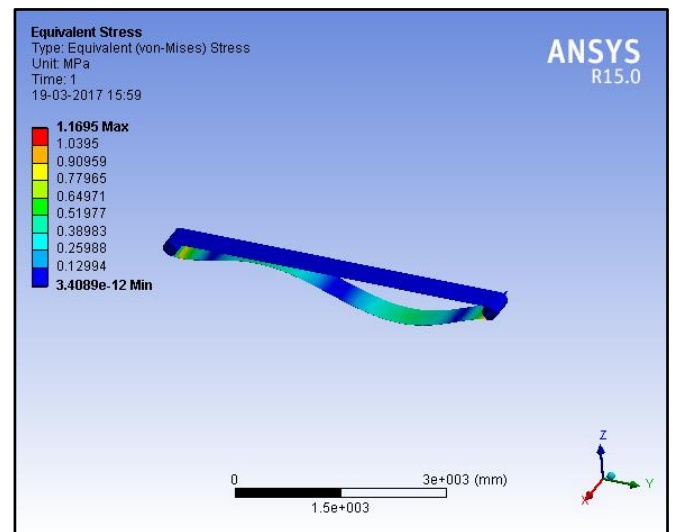 Equivalent Stress
Type: Equivalent (von-Mises) Stress
Unit: MPa
Time: 1
19-03-2017 15:59
ANSYS
R15.0
1.1695 Max
1.0395
0.90959
0.77965
0.64971
0.51977
0.38983
0.25988
0.12994
3.4089e-12 Min
0
3e+003 (mm)
1.5e+003
Z
Y
X